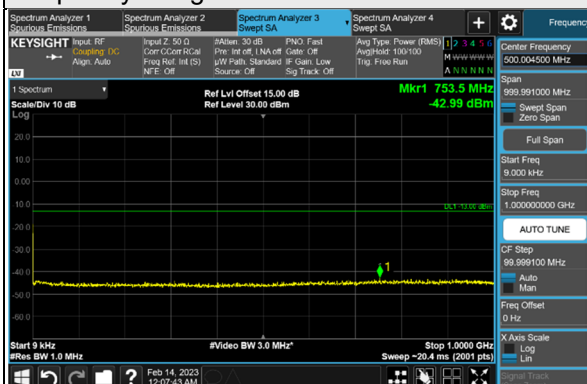 Spectrum Analyzer 1
Spurious Emissions
Spectrum Analyzer 2
Spurious Emissions
Spectrum Analyzer 3
Swept SA
Spectrum Analyzer 4
Swept SA
Frequency
KEYSIGHT
Input: RF
Coupling: DC
Align: Auto
Input Z: 50 Ω
Corr CCorr RCal
Freq Ref: Int (S)
NFE: Off
#Atten: 30 dB
Pre: Int off, LNA off
µW Path: Standard
Source: Off
PNO: Fast
Gate: Off
IF Gain: Low
Sig Track: Off
Avg Type: Power (RMS)
Avg|Hold: 100/100
Trig: Free Run
1 2 3 4 5 6
M W W W W W
A N N N N N
LXI
1 Spectrum
Scale/Div 10 dB
Log
Ref Lvl Offset 15.00 dB
Ref Level 30.00 dBm
Mkr1 753.5 MHz
-42.99 dBm
20.0
10.0
0.00
10.0
-20.0
-30.0
-40.0
-50.0
-60.0
DL1 -13.00 dBm
1
Start 9 kHz
#Res BW 1.0 MHz
#Video BW 3.0 MHz*
Stop 1.0000 GHz
Sweep ~20.4 ms (2001 pts)
Feb 14, 2023
12:07:43 AM
Center Frequency
500.004500 MHz
Span
999.991000 MHz
Swept Span
Zero Span
Full Span
Start Freq
9.000 kHz
Stop Freq
1.000000000 GHz
AUTO TUNE
CF Step
99.999100 MHz
Auto
Man
Freq Offset
0 Hz
X Axis Scale
Log
Lin
Signal Track